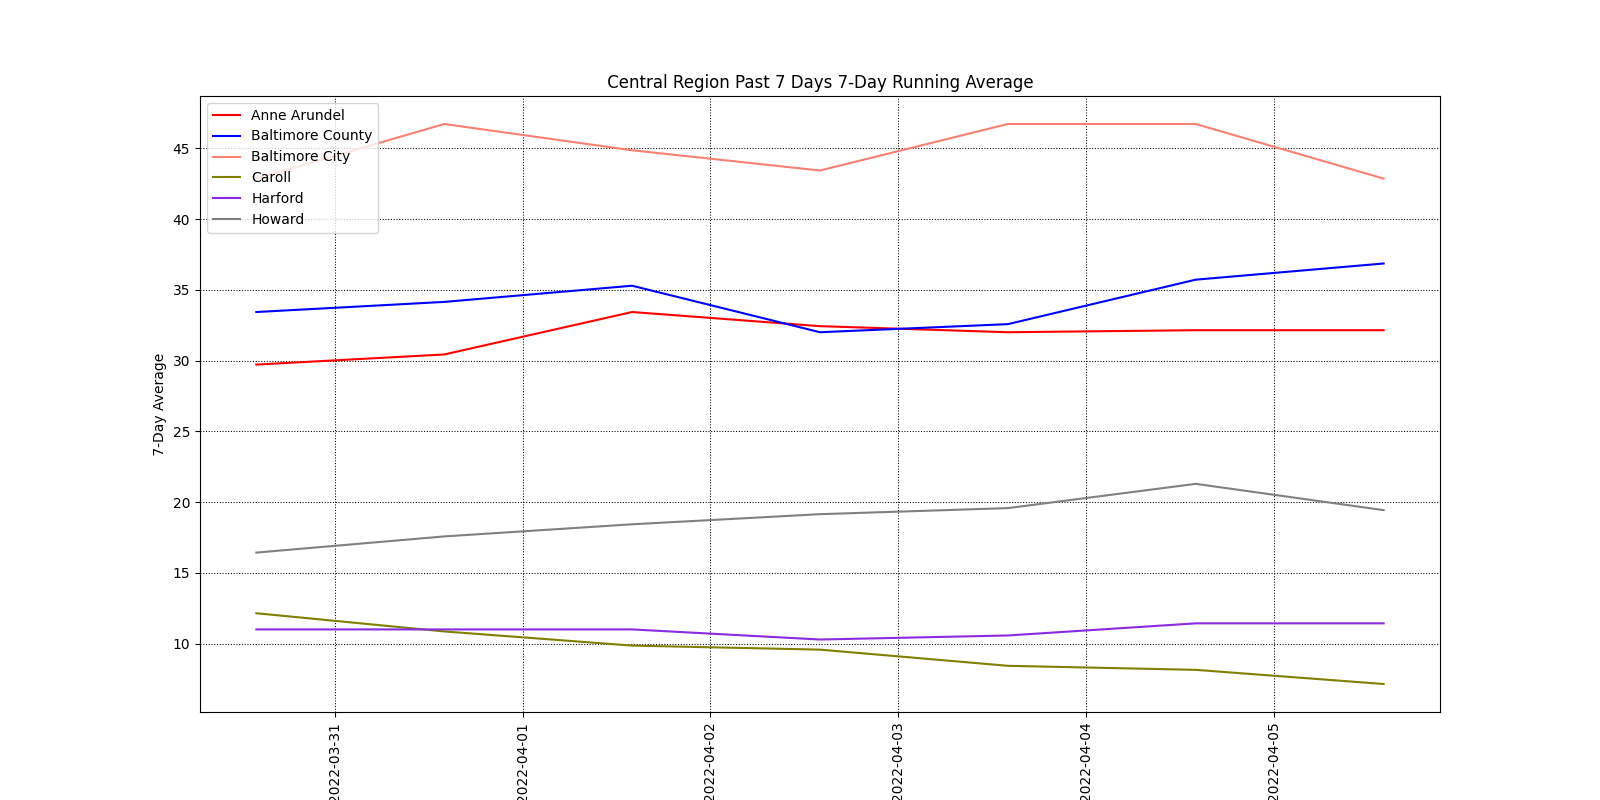 Central Region Past 7 Days 7-Day Running Average
Anne Arundel
Baltimore County
Baltimore City
Caroll
Harford
Howard
7-Day Average
45
40
35
30
25
20
15
10
2022-03-31
2022-04-01
2022-04-02
2022-04-03
2022-04-04
2022-04-05